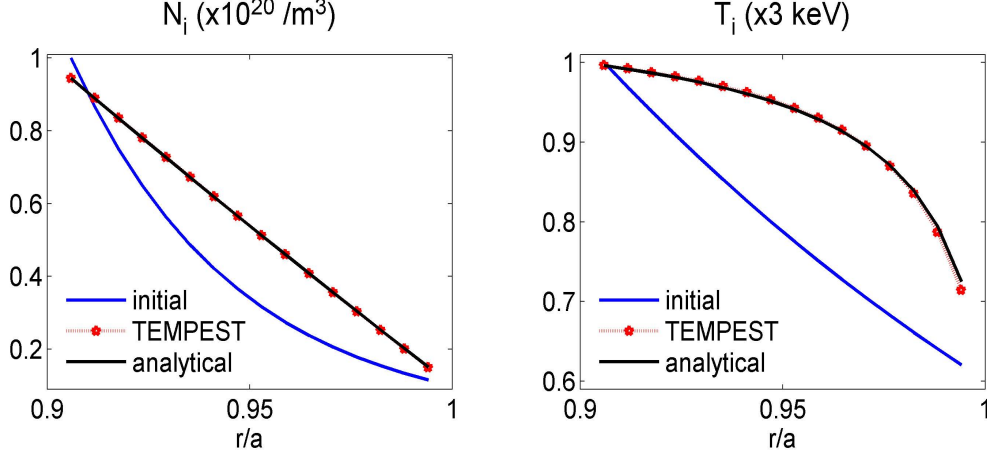 N_i (x10^20 /m^3)
1
0.8
0.6
0.4
0.2
initial
TEMPEST
analytical
0.9
0.95
1
r/a
T_i (x3 keV)
1
0.9
0.8
0.7
0.6
initial
TEMPEST
analytical
0.9
0.95
1
r/a